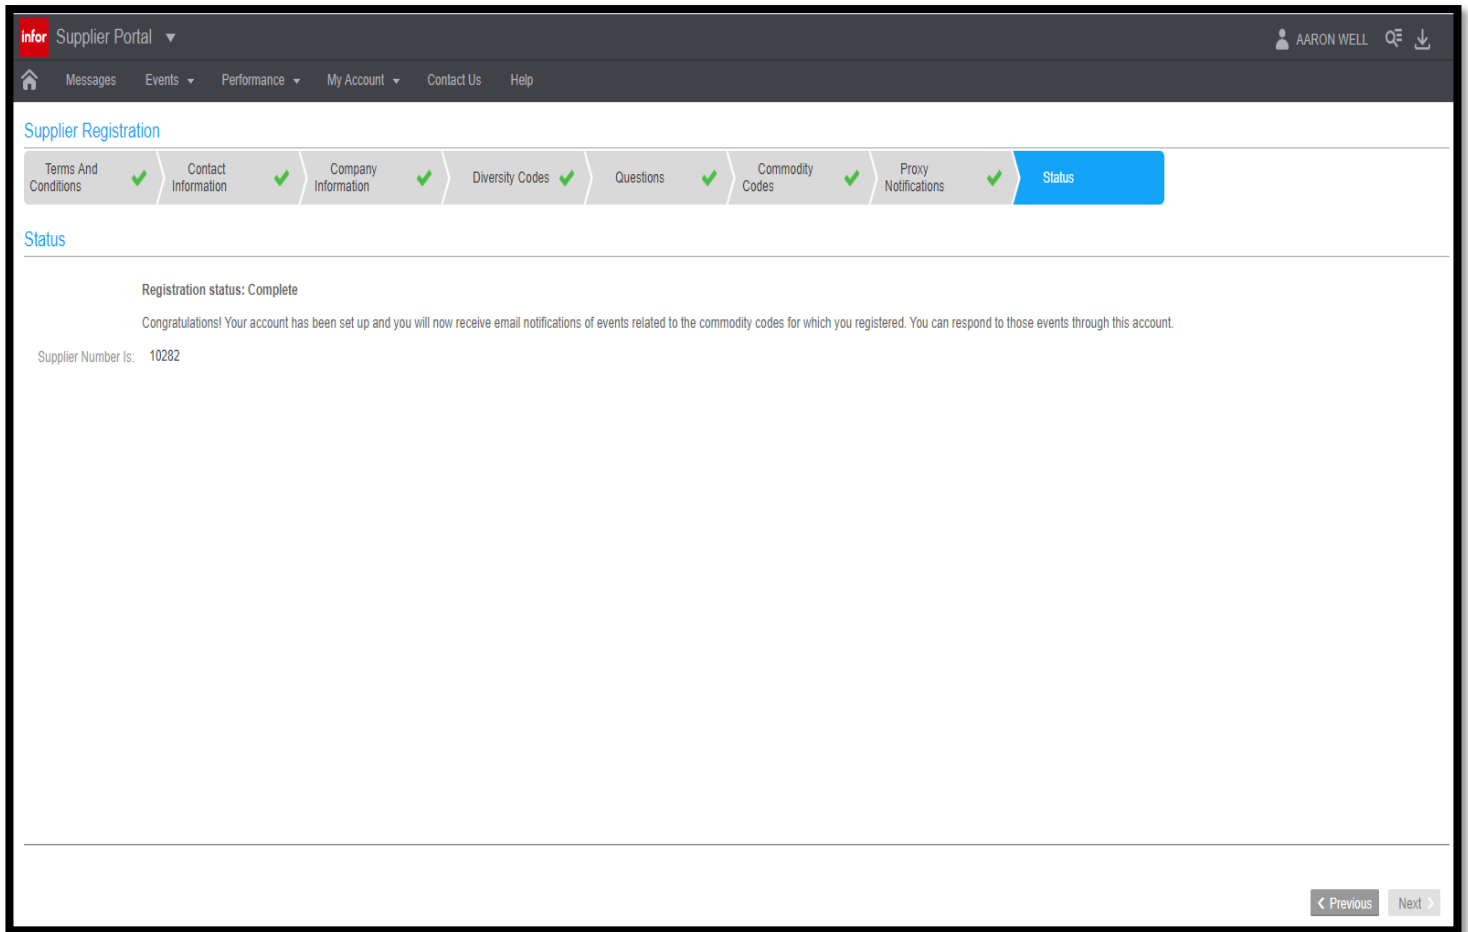 infor Supplier Portal
AARON WELL
Messages Events Performance My Account Contact Us Help
Supplier Registration
Terms And
Conditions
Contact
Information
Company
Information
Diversity Codes
Questions
Commodity
Codes
Proxy
Notifications
Status
Status
Registration status: Complete
Congratulations! Your account has been set up and you will now receive email notifications of events related to the commodity codes for which you registered. You can respond to those events through this account.
Supplier Number Is: 10282
Previous Next